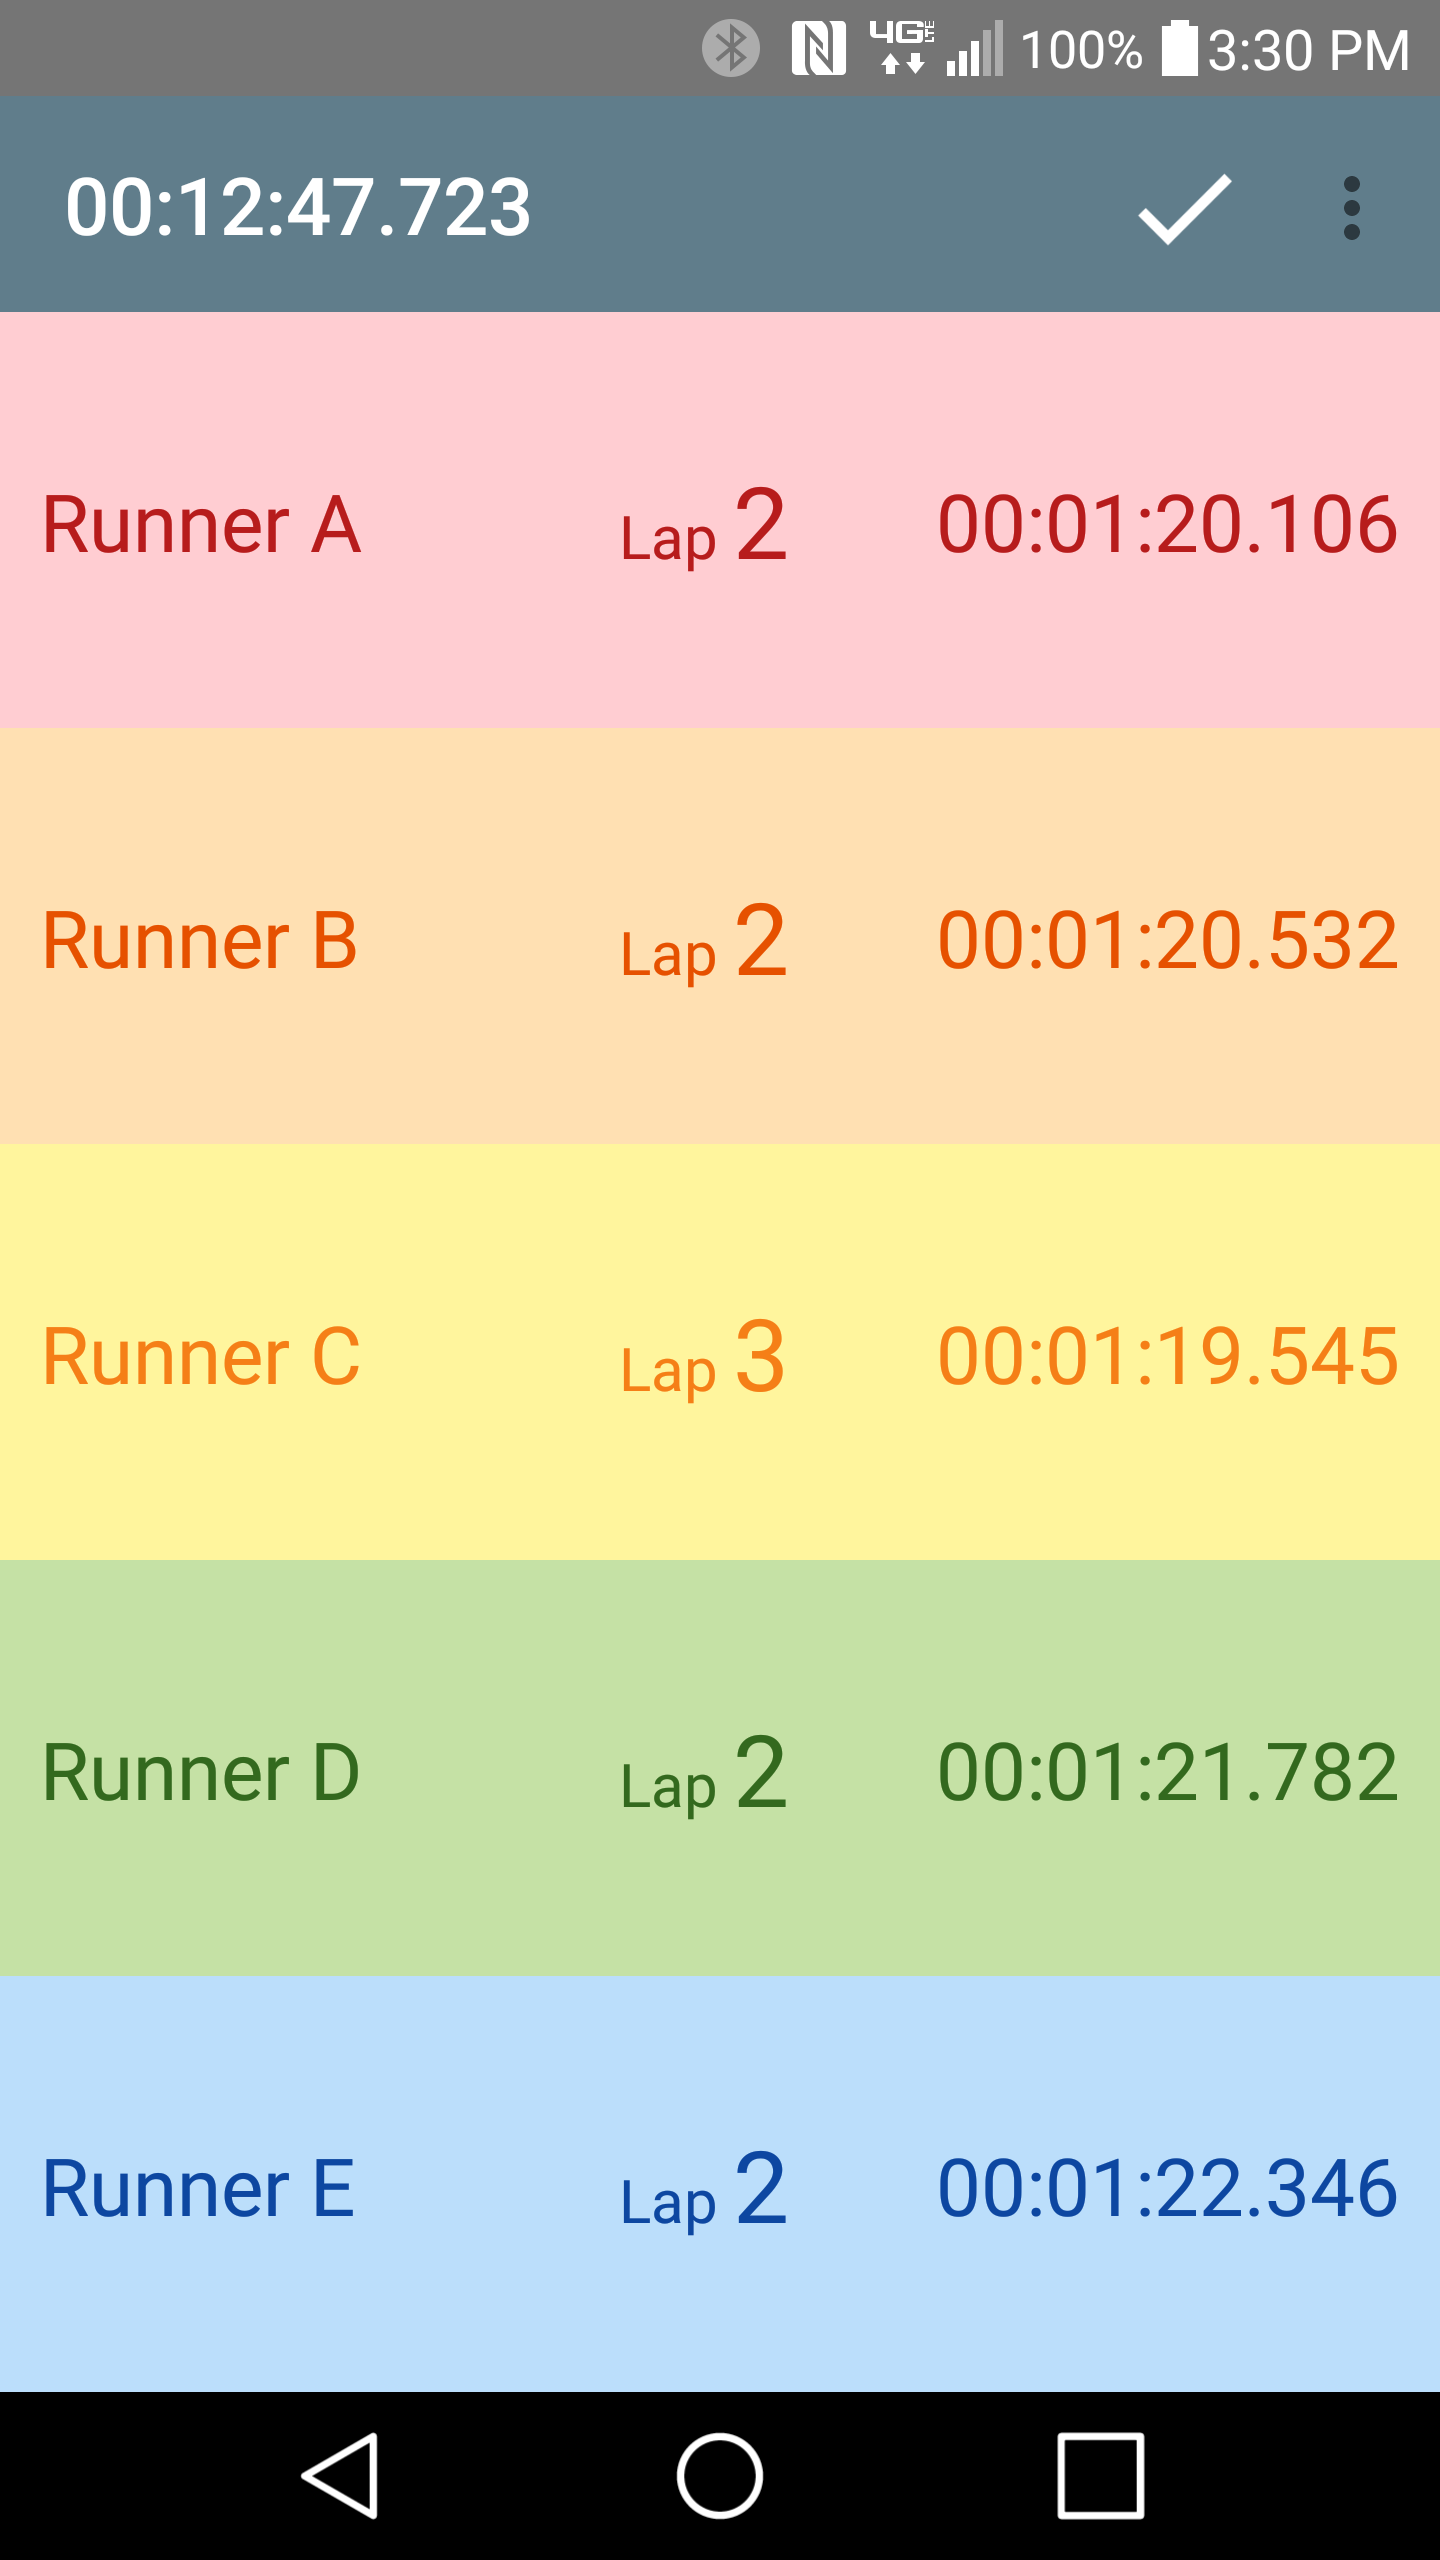 4G LTE 100% 3:30 PM
00:12:47.723
Runner A Lap 2 00:01:20.106
Runner B Lap 2 00:01:20.532
Runner C Lap 3 00:01:19.545
Runner D Lap 2 00:01:21.782
Runner E Lap 2 00:01:22.346